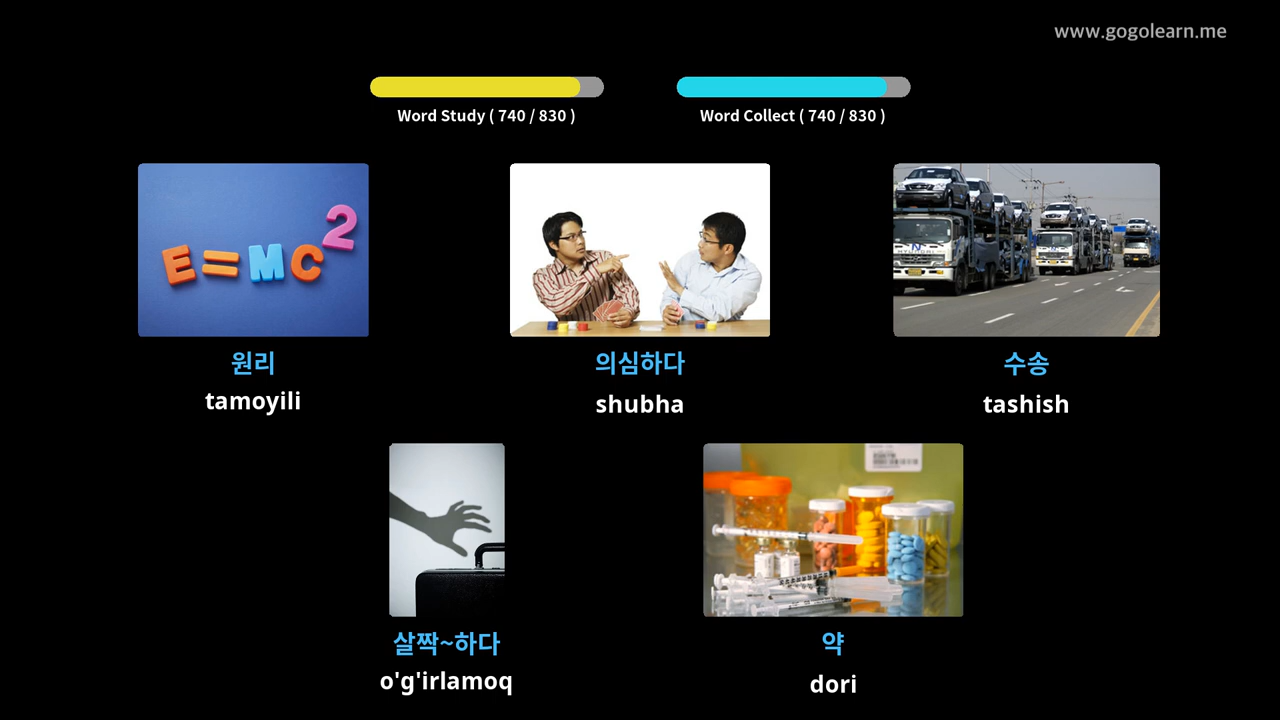 www.gogolearn.me
Word Study ( 740 / 830 )
Word Collect ( 740 / 830 )
E=MC2
원리
의심하다
수송
tamoyili
shubha
tashish
살짝~하다
약
o'g'irlamoq
dori